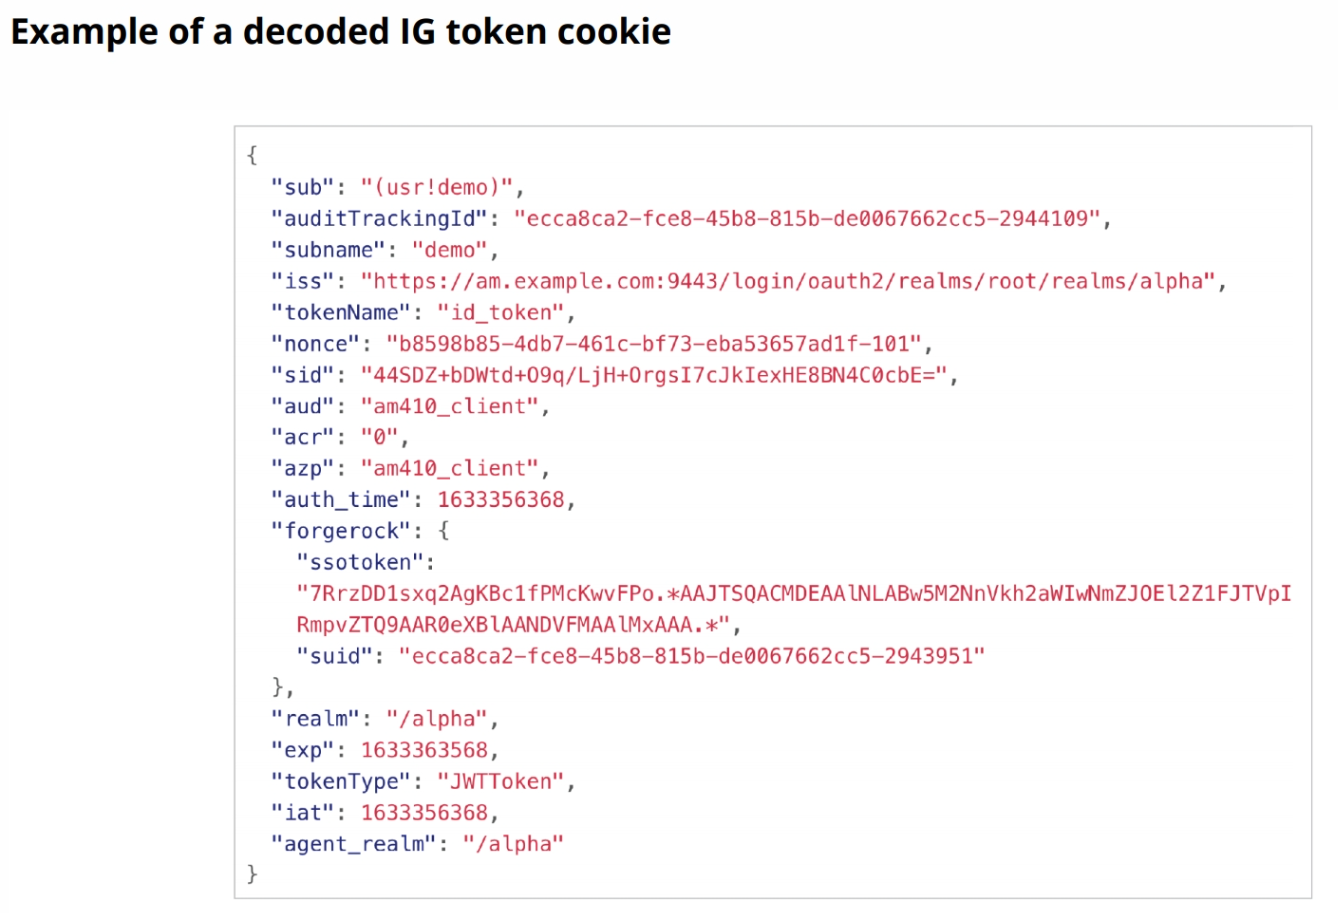 Example of a decoded IG token cookie
{
"sub": "(usr!demo)",
"auditTrackingId": "ecca8ca2-fce8-45b8-815b-de0067662cc5-2944109",
"subname": "demo",
"iss": "https://am.example.com:9443/login/oauth2/realms/root/realms/alpha",
"tokenName": "id_token",
"nonce": "b8598b85-4db7-461c-bf73-eba53657ad1f-101",
"sid": "44SDZ+bDWtd+O9q/LjH+OrgsI7cJkIexHE8BN4C0cbE=",
"aud": "am410_client",
"acr": "0",
"azp": "am410_client",
"auth_time": 1633356368,
"forgerock": {
"ssotoken":
"7RrzDD1sxq2AgKBc1fPMcKwvFPo.*AAJTSQACMDEAAlNLABw5M2NnVkh2aWIwNmZJOEl2Z1FJTVpI
RmpvZTQ9AAR0eXBlAANDVFMAAlMxAAA.*",
"suid": "ecca8ca2-fce8-45b8-815b-de0067662cc5-2943951"
},
"realm": "/alpha",
"exp": 1633363568,
"tokenType": "JWTToken",
"iat": 1633356368,
"agent_realm": "/alpha"
}